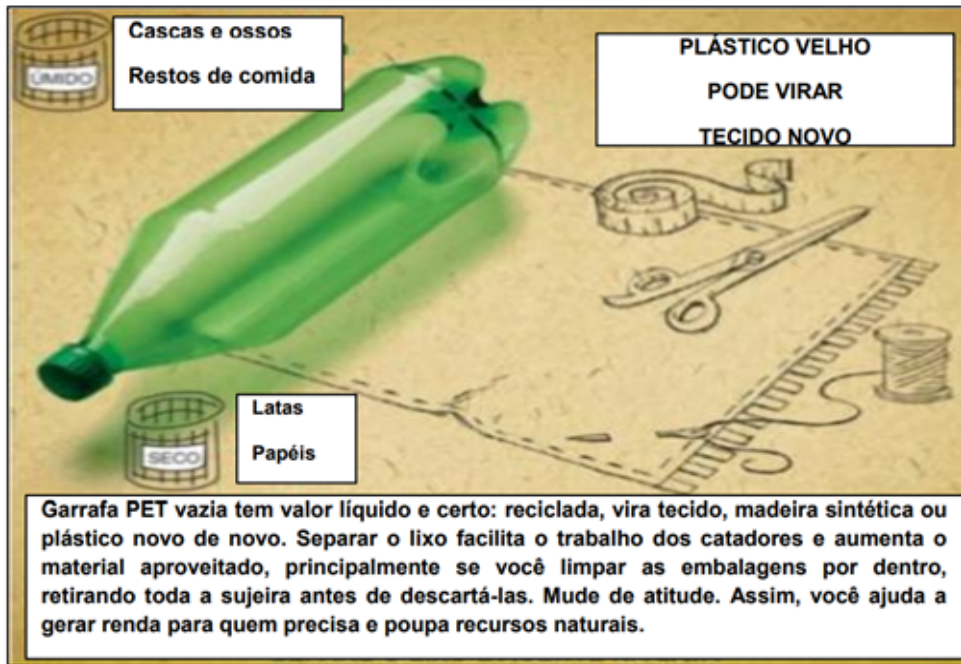 ÚMIDO
Cascas e ossos
Restos de comida
PLÁSTICO VELHO
PODE VIRAR
TECIDO NOVO
SECO
Latas
Papéis
Garrafa PET vazia tem valor líquido e certo: reciclada, vira tecido, madeira sintética ou
plástico novo de novo. Separar o lixo facilita o trabalho dos catadores e aumenta o
material aproveitado, principalmente se você limpar as embalagens por dentro,
retirando toda a sujeira antes de descartá-las. Mude de atitude. Assim, você ajuda a
gerar renda para quem precisa e poupa recursos naturais.